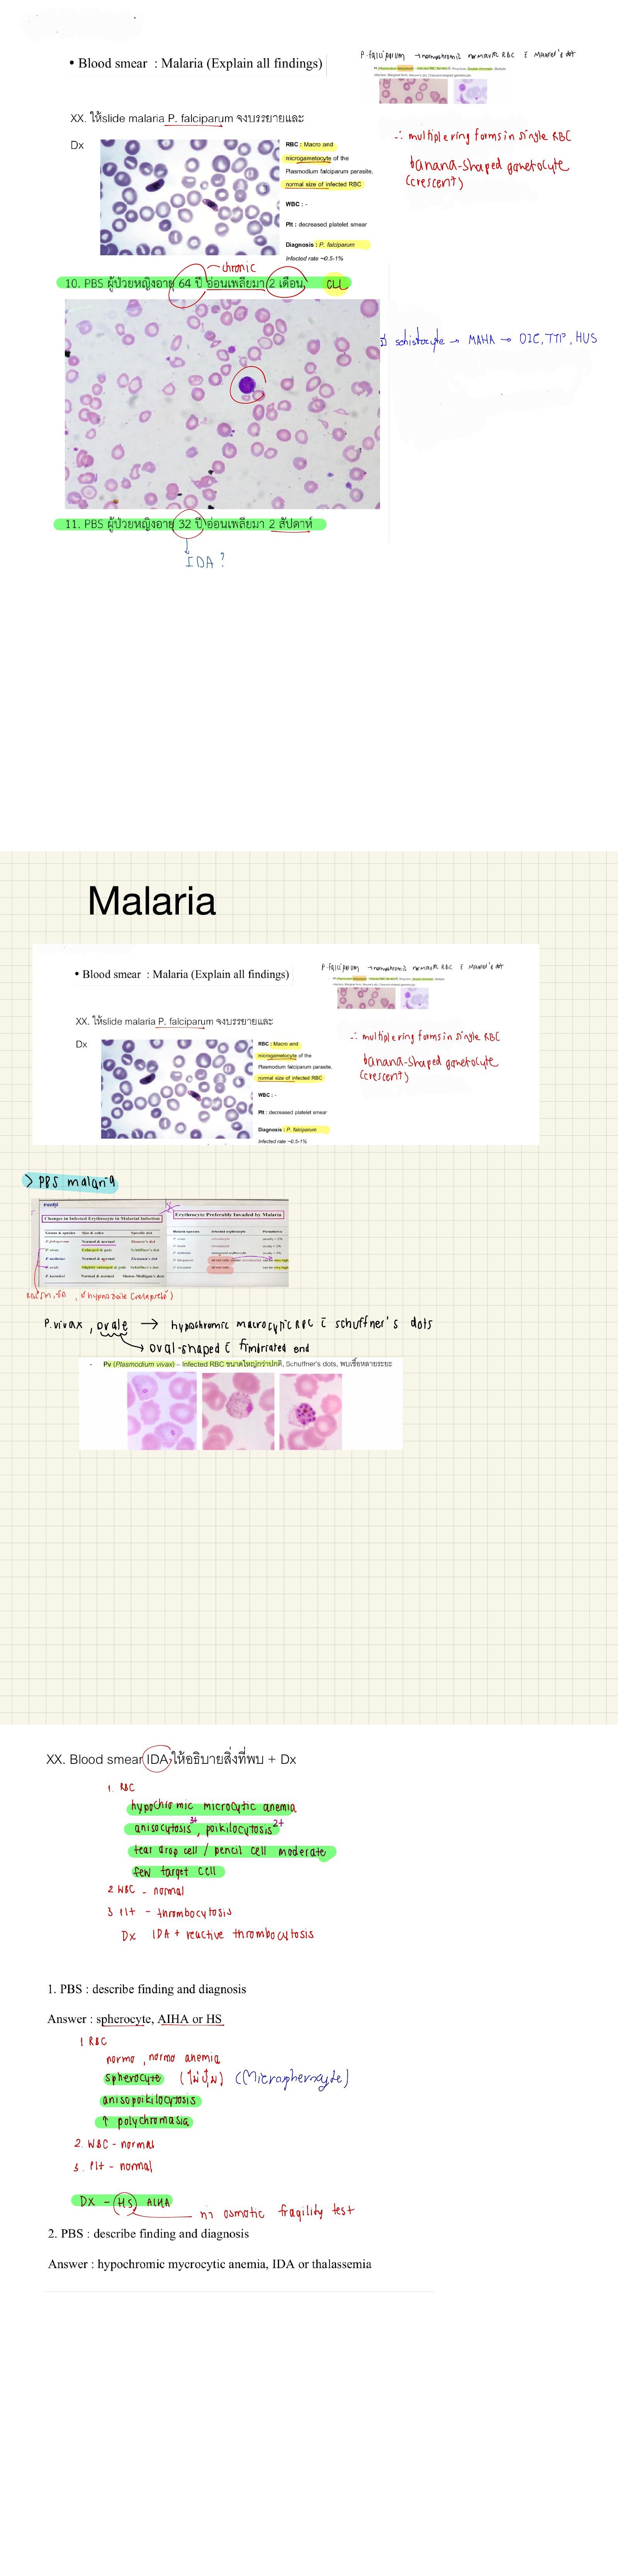 • Blood smear : Malaria (Explain all findings)
P. falciparum → normochromic normocytic RBC c̄ Maurer's dot
XX. ให้slide malaria P. falciparum จงบรรยายและ
Dx
RBC : Macro and
microgametocyte of the
Plasmodium falciparum parasite,
normal size of infected RBC
WBC : -
Plt : decreased platelet smear
Diagnosis : P. falciparum
Infected rate ~0.5-1%
∴ multiple ring forms in single RBC
banana-shaped gametocyte
(crescent)
chronic
10. PBS ผู้ป่วยหญิงอายุ 64 ปี อ่อนเพลียมา 2 เดือน
CLL
schistocyte → MAHA → DIC, TTP, HUS
11. PBS ผู้ป่วยหญิงอายุ 32 ปี อ่อนเพลียมา 2 สัปดาห์
IDA ?
Malaria
• Blood smear : Malaria (Explain all findings)
P. falciparum → normochromic normocytic RBC c̄ Maurer's dot
XX. ให้slide malaria P. falciparum จงบรรยายและ
Dx
RBC : Macro and
microgametocyte of the
Plasmodium falciparum parasite,
normal size of infected RBC
WBC : -
Plt : decreased platelet smear
Diagnosis : P. falciparum
Infected rate ~0.5-1%
∴ multiple ring forms in single RBC
banana-shaped gametocyte
(crescent)
> PBS malaria
Changes in Infected Erythrocyte in Malarial Infection
Erythrocyte Preferably Invaded by Malaria
P.vivax, ovale → hypochromic macrocytic RBC c̄ schuffner's dots
→ oval-shaped c̄ fimbriated end
- Pv (Plasmodium vivax) – Infected RBC ขนาดใหญ่กว่าปกติ, Schuffner's dots, พบเชื้อหลายระยะ
XX. Blood smear IDA ให้อธิบายสิ่งที่พบ + Dx
1. RBC
hypochromic microcytic anemia
anisocytosis 3+, poikilocytosis 2+
tear drop cell / pencil cell moderate
few target cell
2 WBC - normal
3 Plt - thrombocytosis
Dx IDA + reactive thrombocytosis
1. PBS : describe finding and diagnosis
Answer : spherocyte, AIHA or HS
1 RBC
normo, normo anemia
spherocyte (ไม่ปุ๋ม) (Microspherocyte)
anisopoikilocytosis
↑ polychromasia
2. WBC - normal
3. Plt - normal
DX - HS AIHA
ทำ osmotic fragility test
2. PBS : describe finding and diagnosis
Answer : hypochromic mycrocytic anemia, IDA or thalassemia